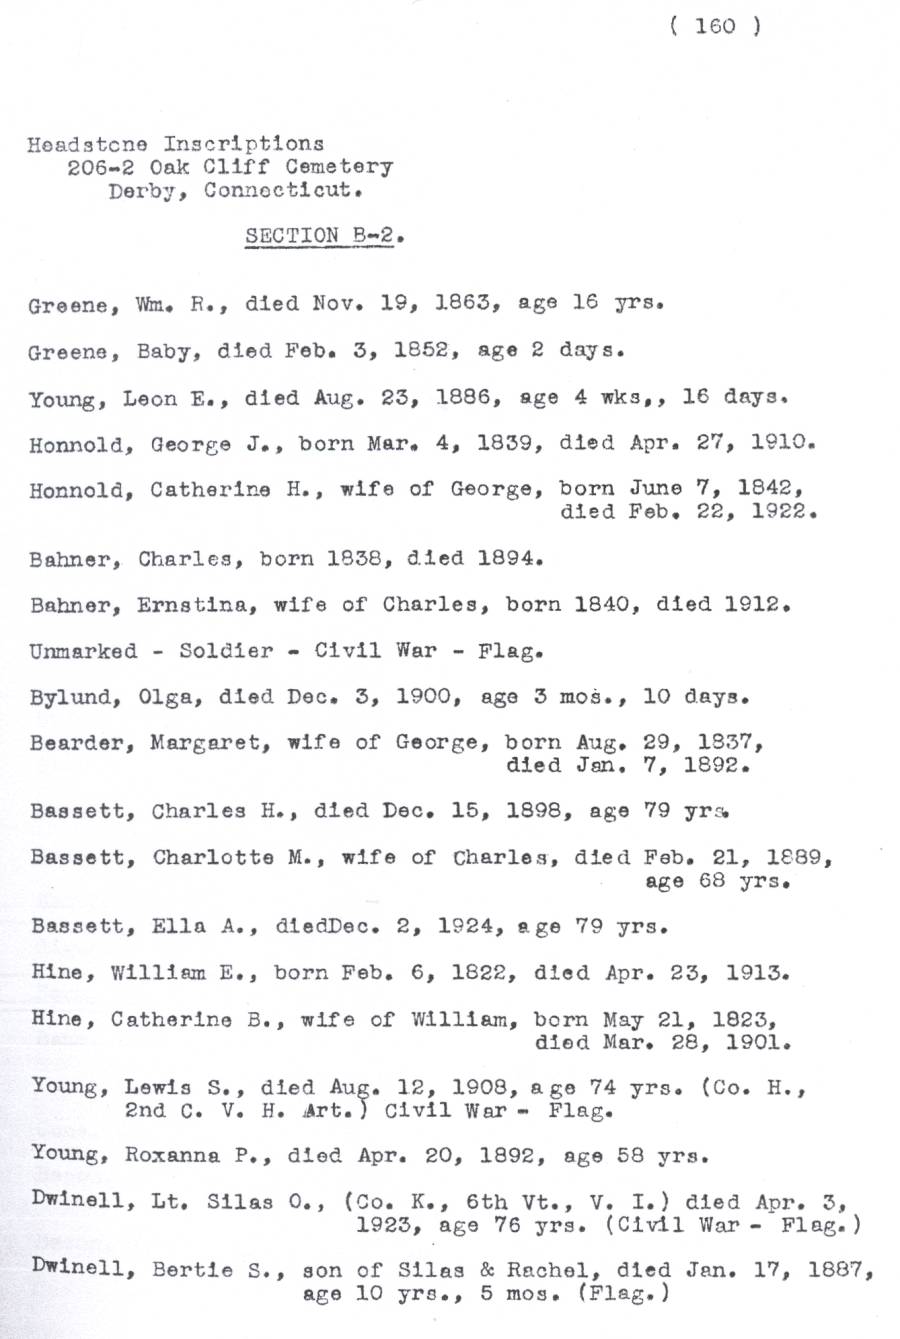 ( 160 )
Headstone Inscriptions
206-2 Oak Cliff Cemetery
Derby, Connecticut.
SECTION B-2.
Greene, Wm. R., died Nov. 19, 1863, age 16 yrs.
Greene, Baby, died Feb. 3, 1852, age 2 days.
Young, Leon E., died Aug. 23, 1886, age 4 wks,, 16 days.
Honnold, George J., born Mar. 4, 1839, died Apr. 27, 1910.
Honnold, Catherine H., wife of George, born June 7, 1842,
died Feb. 22, 1922.
Bahner, Charles, born 1838, died 1894.
Bahner, Ernstina, wife of Charles, born 1840, died 1912.
Unmarked - Soldier - Civil War - Flag.
Bylund, Olga, died Dec. 3, 1900, age 3 mos., 10 days.
Bearder, Margaret, wife of George, born Aug. 29, 1837,
died Jan. 7, 1892.
Bassett, Charles H., died Dec. 15, 1898, age 79 yrs.
Bassett, Charlotte M., wife of Charles, died Feb. 21, 1889,
age 68 yrs.
Bassett, Ella A., diedDec. 2, 1924, age 79 yrs.
Hine, William E., born Feb. 6, 1822, died Apr. 23, 1913.
Hine, Catherine B., wife of William, born May 21, 1823,
died Mar. 28, 1901.
Young, Lewis S., died Aug. 12, 1908, age 74 yrs. (Co. H.,
2nd C. V. H. Art.) Civil War - Flag.
Young, Roxanna P., died Apr. 20, 1892, age 58 yrs.
Dwinell, Lt. Silas O., (Co. K., 6th Vt., V. I.) died Apr. 3,
1923, age 76 yrs. (Civil War - Flag.)
Dwinell, Bertie S., son of Silas & Rachel, died Jan. 17, 1887,
age 10 yrs., 5 mos. (Flag.)